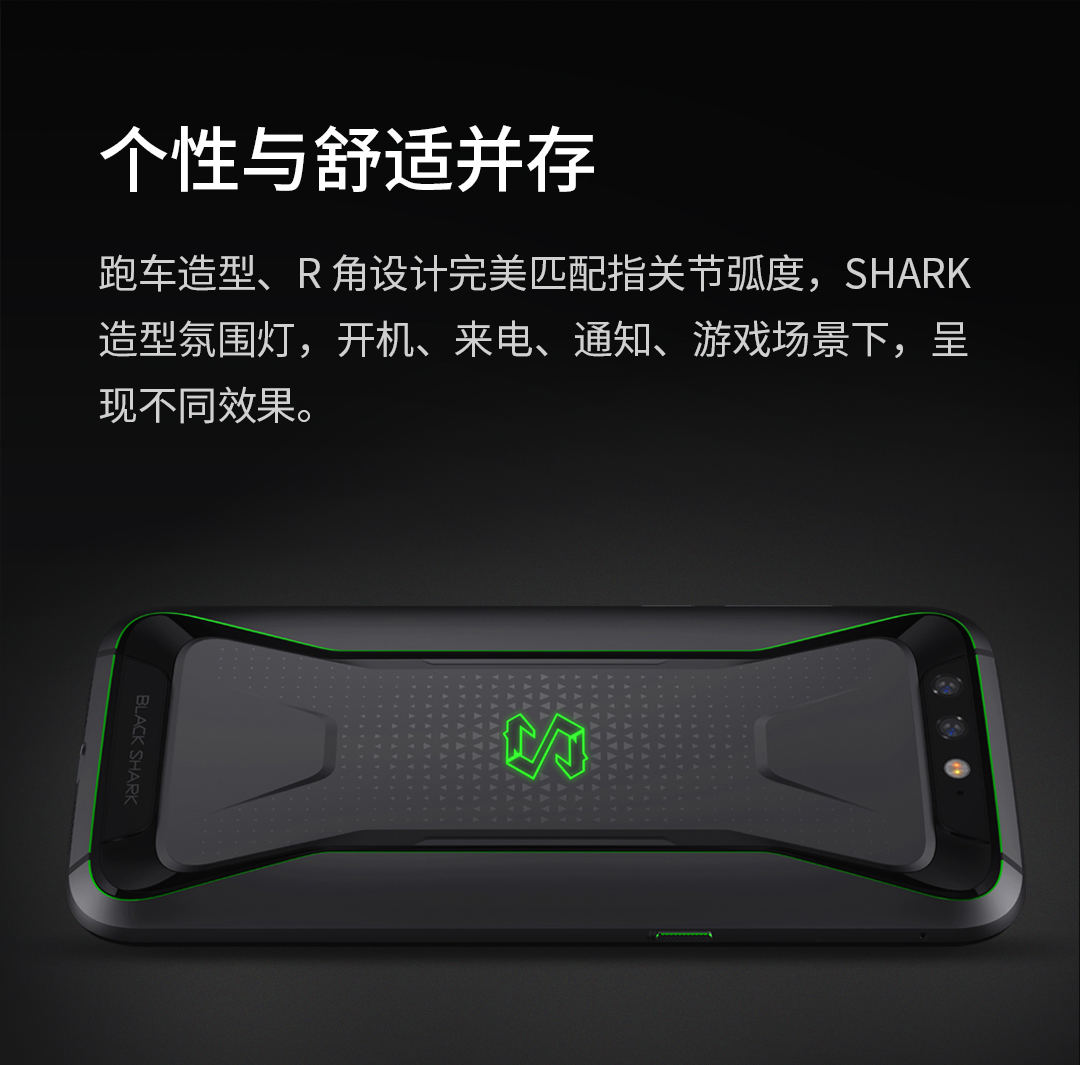 个性与舒适并存
跑车造型、R 角设计完美匹配指关节弧度，SHARK
造型氛围灯，开机、来电、通知、游戏场景下，呈
现不同效果。
BLACK SHARK